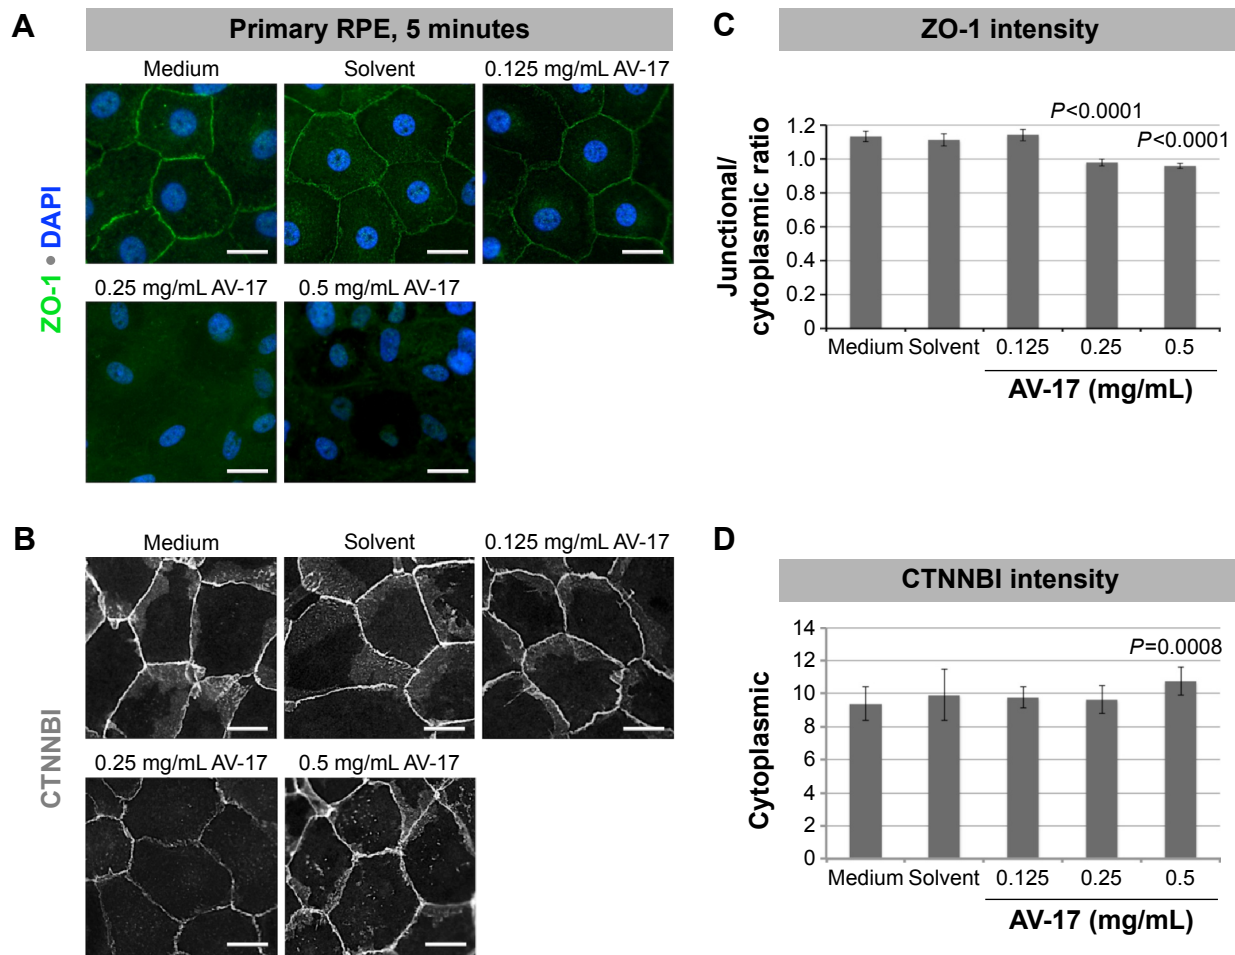 A
Primary RPE, 5 minutes
Medium
Solvent
0.125 mg/mL AV-17
0.25 mg/mL AV-17
0.5 mg/mL AV-17
ZO-1 • DAPI
B
Medium
Solvent
0.125 mg/mL AV-17
0.25 mg/mL AV-17
0.5 mg/mL AV-17
CTNNBI
C
ZO-1 intensity
P<0.0001
P<0.0001
Junctional/
cytoplasmic ratio
1.2
1.0
0.8
0.6
0.4
0.2
0
Medium
Solvent
0.125
0.25
0.5
AV-17 (mg/mL)
D
CTNNBI intensity
P=0.0008
Cytoplasmic
14
12
10
8
6
4
2
0
Medium
Solvent
0.125
0.25
0.5
AV-17 (mg/mL)